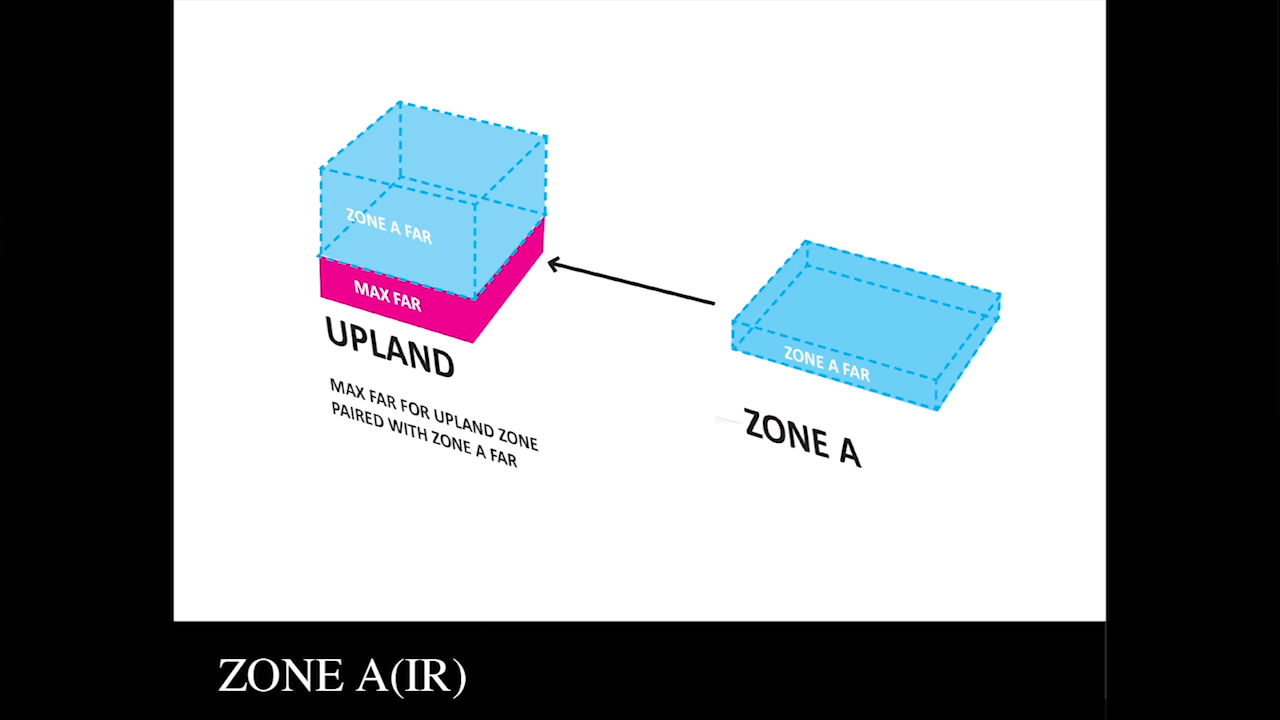 ZONE A FAR
MAX FAR
UPLAND
MAX FAR FOR UPLAND ZONE
PAIRED WITH ZONE A FAR
ZONE A FAR
ZONE A
ZONE A(IR)